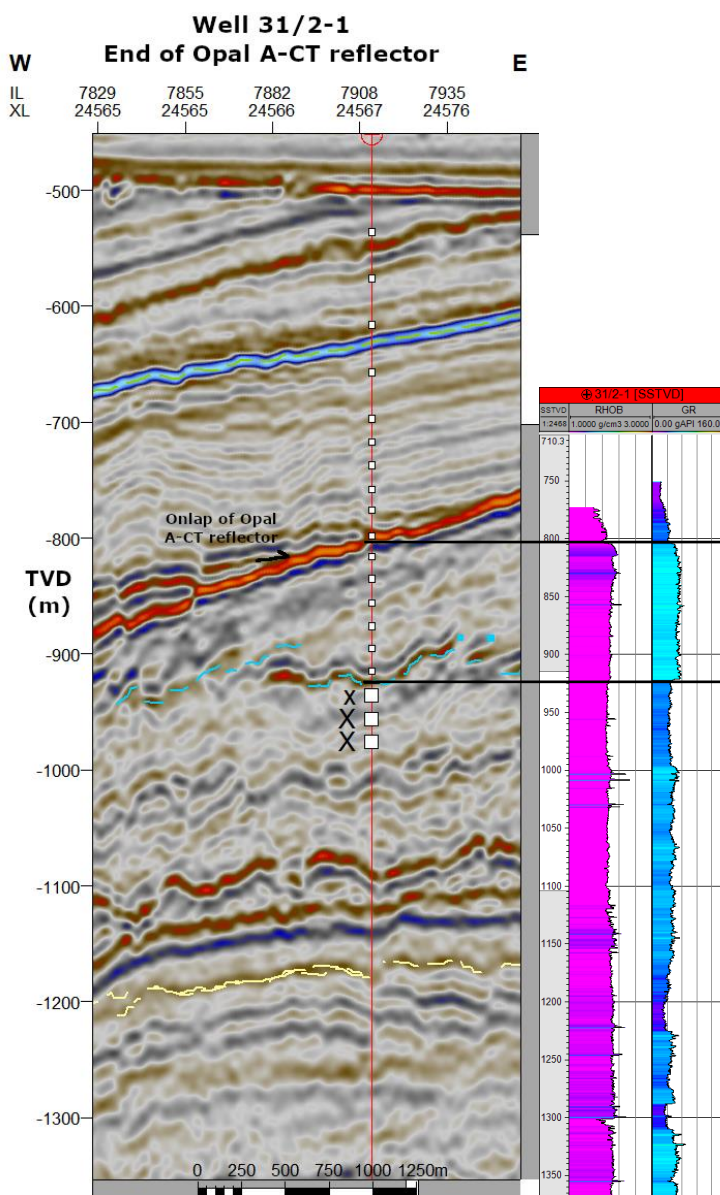 Well 31/2-1
End of Opal A-CT reflector
W
E
IL 7829 7855 7882 7908 7935
XL 24565 24565 24566 24567 24576
-500
-600
-700
-800
-900
-1000
-1100
-1200
-1300
TVD
(m)
Onlap of Opal
A-CT reflector
x
X
X
0 250 500 750 1000 1250m
31/2-1 [SSTVD]
SSTVD RHOB GR
1:2468 1.0000 g/cm3 3.0000 0.00 gAPI 160.0
710.3
750
800
850
900
950
1000
1050
1100
1150
1200
1250
1300
1350